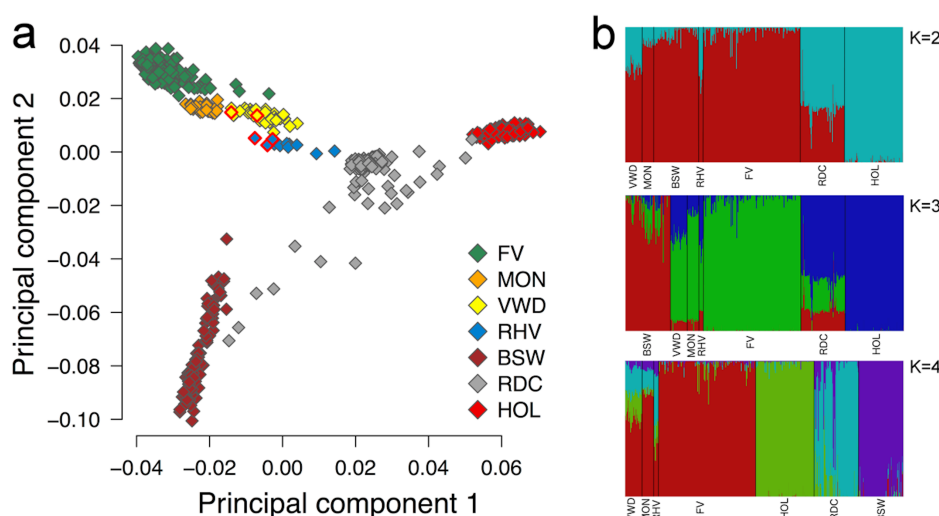 a
Principal component 2
0.04
0.02
0.00
−0.02
−0.04
−0.06
−0.08
−0.10
FV
MON
VWD
RHV
BSW
RDC
HOL
−0.04
−0.02
0.00
0.02
0.04
0.06
Principal component 1
b
K=2
VWD
MON
BSW
RHV
FV
RDC
HOL
K=3
BSW
VWD
MON
RHV
FV
RDC
HOL
K=4
FV